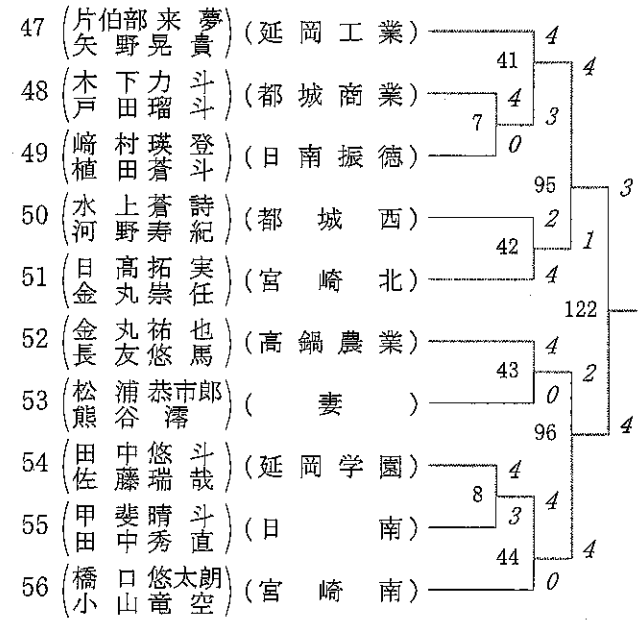 47 (片伯部 来夢 矢野晃貴) (延岡工業) 4
41 4
48 (木下力斗 戸田瑠斗) (都城商業) 4 3
7
49 (﨑村瑛登 植田蒼斗) (日南振徳) 0
95 3
50 (水上蒼詩 河野寿紀) (都城西) 2
42 1
51 (日髙拓実 金丸崇任) (宮崎北) 4
122
52 (金丸祐也 長友悠馬) (高鍋農業) 4
43 2
53 (松浦恭市郎 熊谷澪) (妻) 0
96 4
54 (田中悠斗 佐藤瑞哉) (延岡学園) 4
8 4
55 (甲斐晴斗 田中秀直) (日南) 3
44 4
56 (橋口悠太朗 小山竜空) (宮崎南) 0